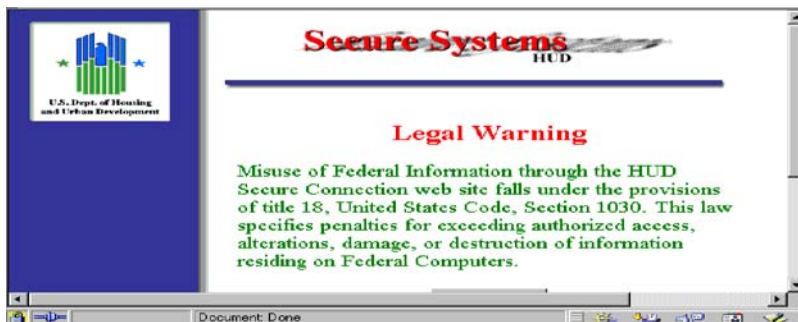 Secure Systems
HUD
U.S. Dept. of Housing
and Urban Development
Legal Warning
Misuse of Federal Information through the HUD
Secure Connection web site falls under the provisions
of title 18, United States Code, Section 1030. This law
specifies penalties for exceeding authorized access,
alterations, damage, or destruction of information
residing on Federal Computers.
Document: Done